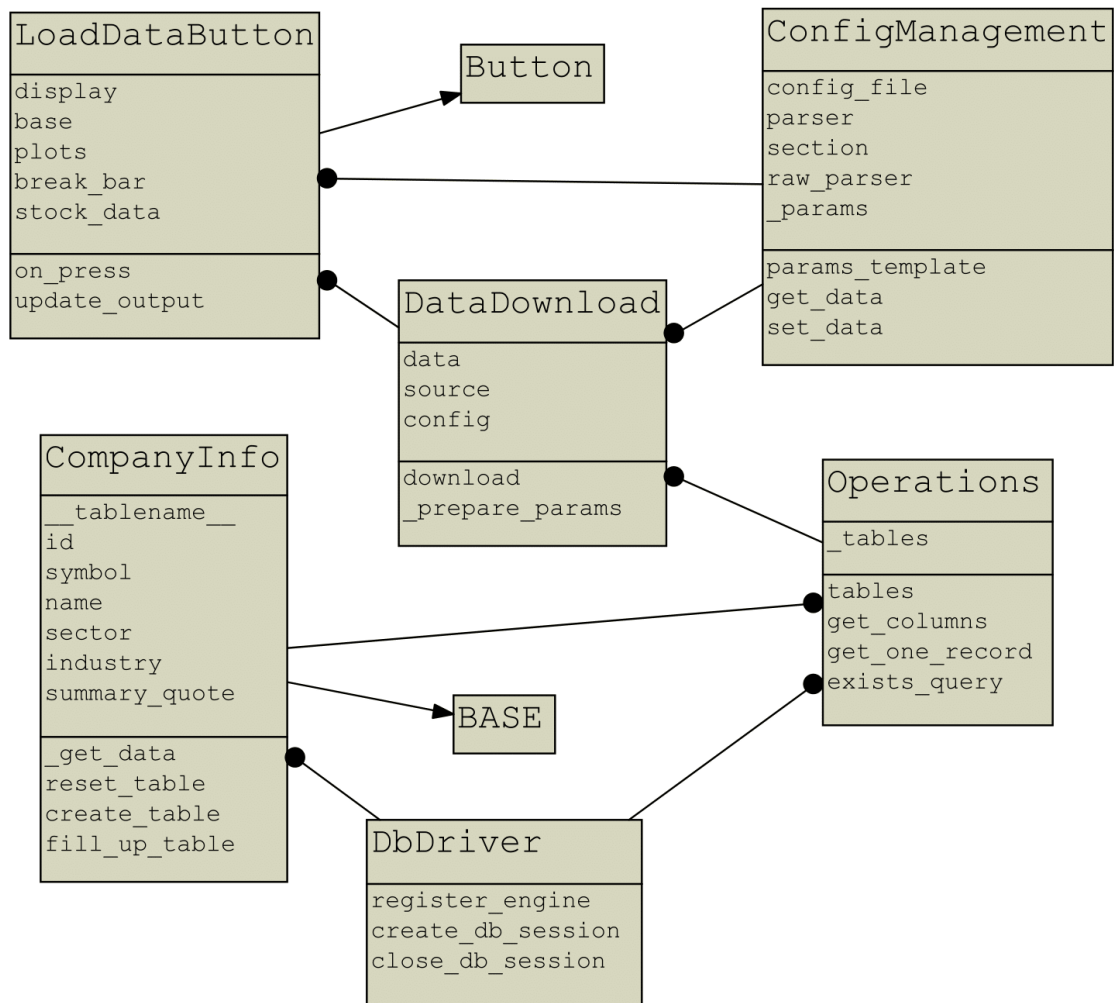 LoadDataButton
display
base
plots
break_bar
stock_data
on_press
update_output
Button
ConfigManagement
config_file
parser
section
raw_parser
_params
params_template
get_data
set_data
DataDownload
data
source
config
download
_prepare_params
CompanyInfo
__tablename__
id
symbol
name
sector
industry
summary_quote
_get_data
reset_table
create_table
fill_up_table
Operations
_tables
tables
get_columns
get_one_record
exists_query
BASE
DbDriver
register_engine
create_db_session
close_db_session